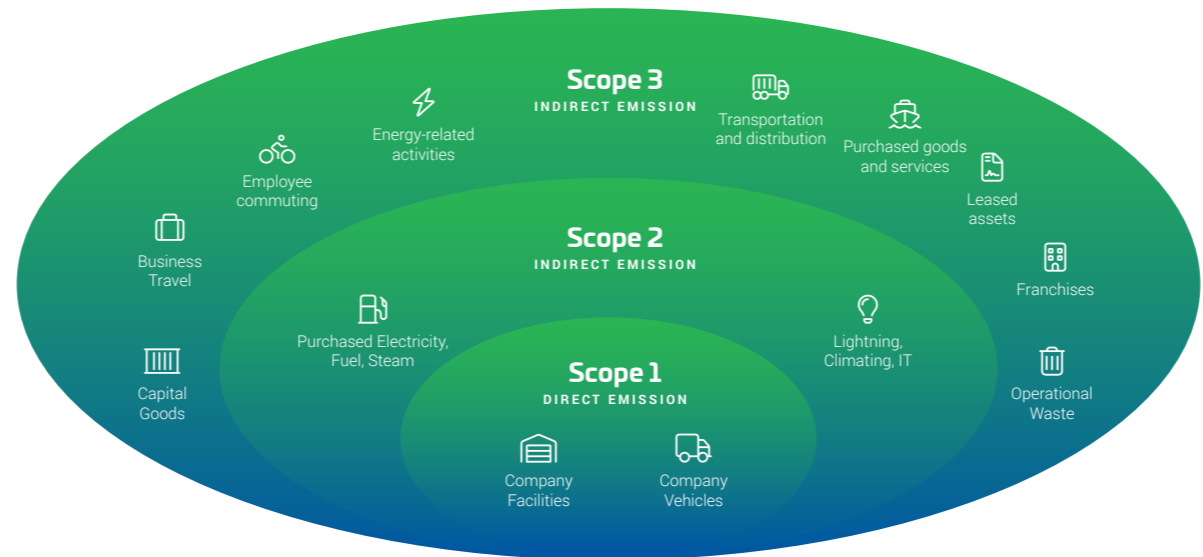 Scope 3
INDIRECT EMISSION
Energy-related
activities
Transportation
and distribution
Employee
commuting
Purchased goods
and services
Leased
assets
Business
Travel
Franchises
Capital
Goods
Operational
Waste
Scope 2
INDIRECT EMISSION
Purchased Electricity,
Fuel, Steam
Lightning,
Climating, IT
Scope 1
DIRECT EMISSION
Company
Facilities
Company
Vehicles